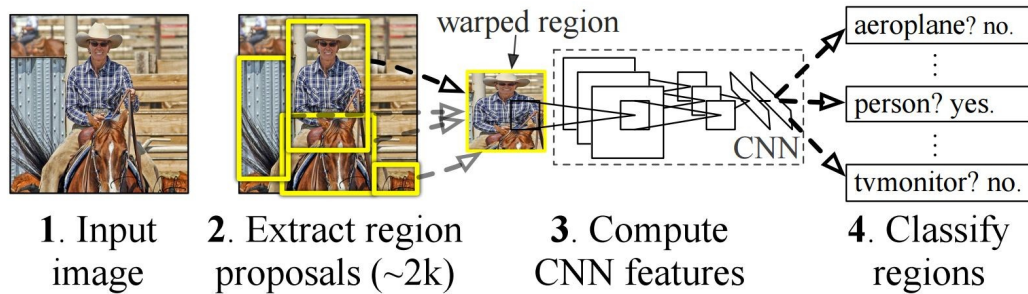 warped region
aeroplane? no.
person? yes.
CNN
tvmonitor? no.
1. Input
image
2. Extract region
proposals (~2k)
3. Compute
CNN features
4. Classify
regions